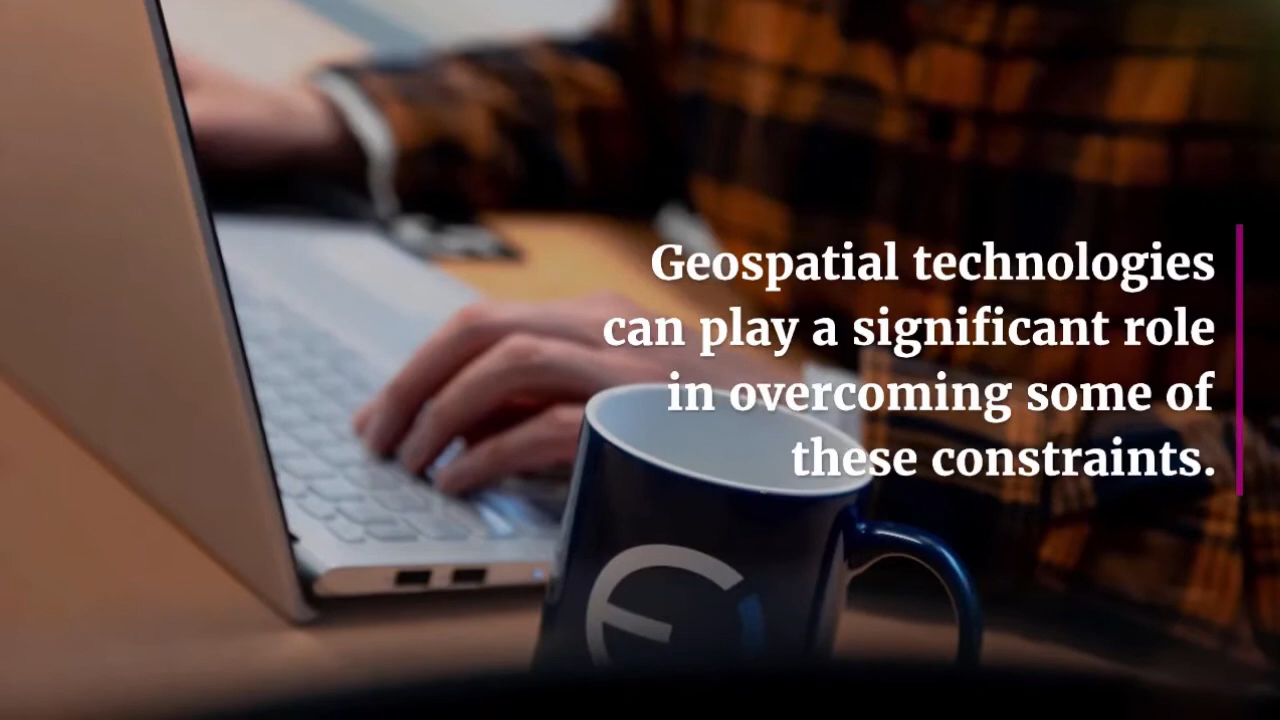 Geospatial technologies
can play a significant role
in overcoming some of
these constraints.